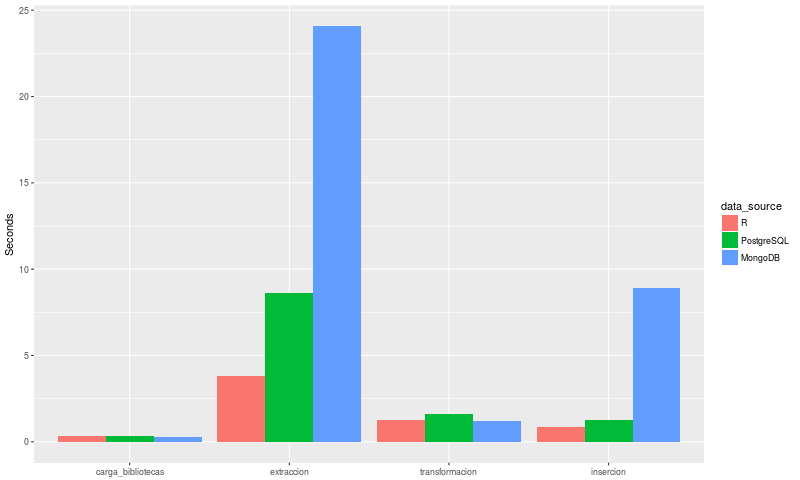 25
20
15
10
5
0
Seconds
carga_bibliotecas
extraccion
transformacion
insercion
data_source
R
PostgreSQL
MongoDB